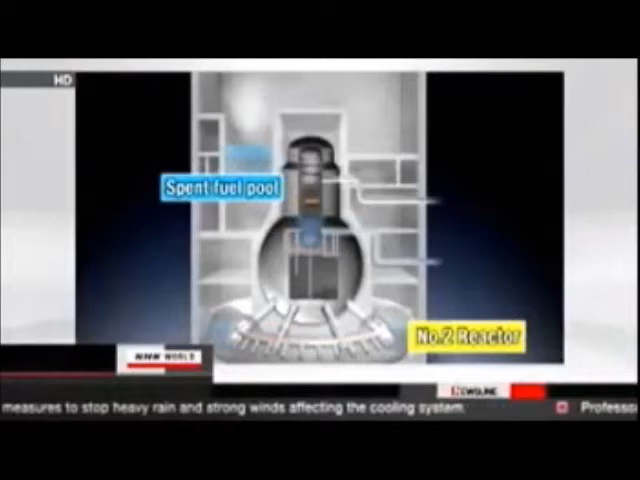 HD
Spent fuel pool
No.2 Reactor
NHK WORLD
NEWSLINE
measures to stop heavy rain and strong winds affecting the cooling system.
Professo